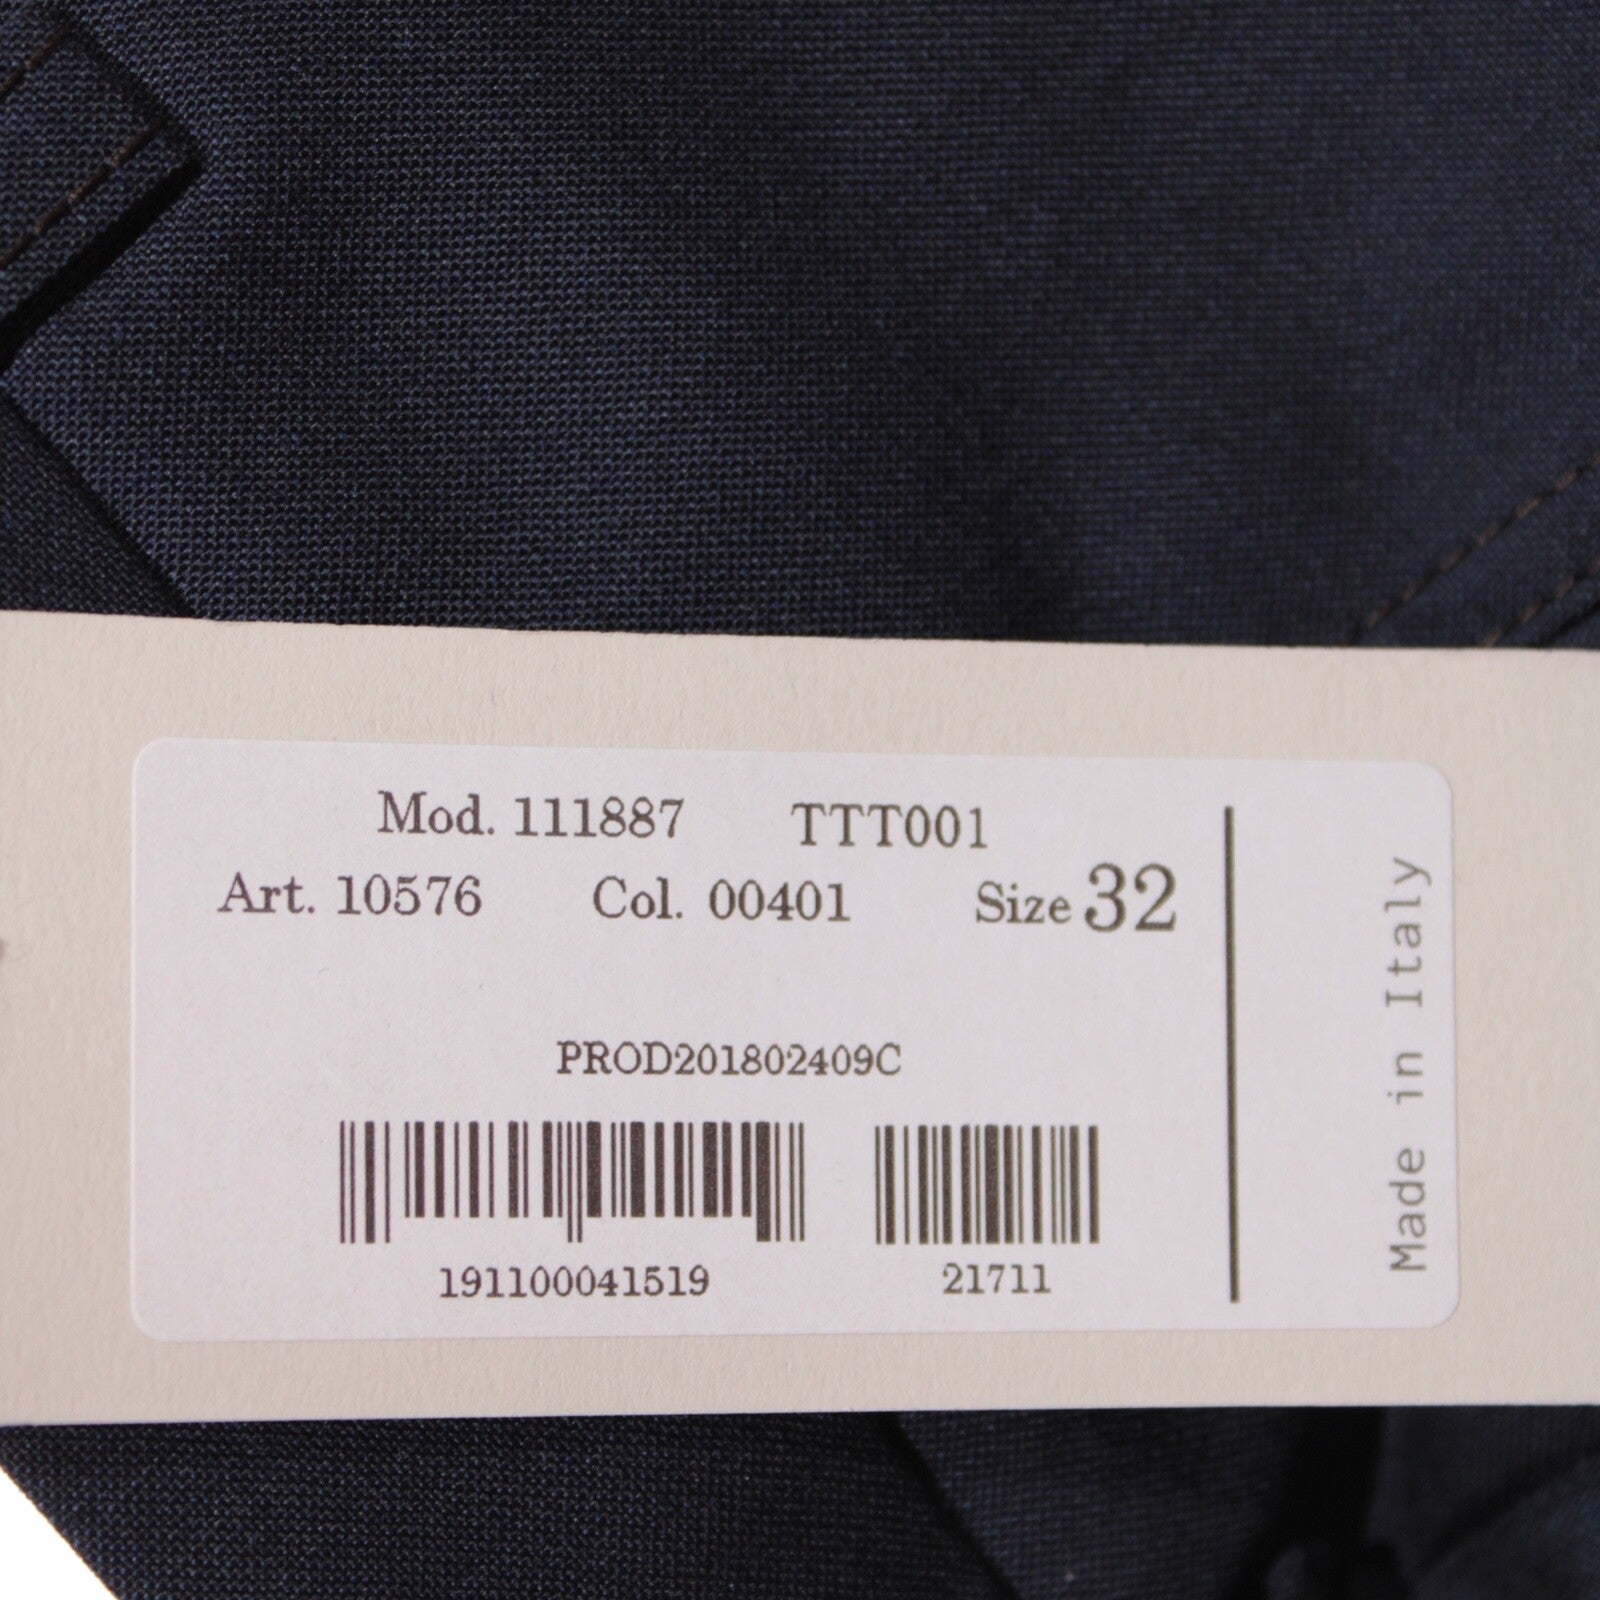 Mod. 111887 TTT001
Art. 10576 Col. 00401 Size 32
PROD201802409C
191100041519 21711
Made in Italy